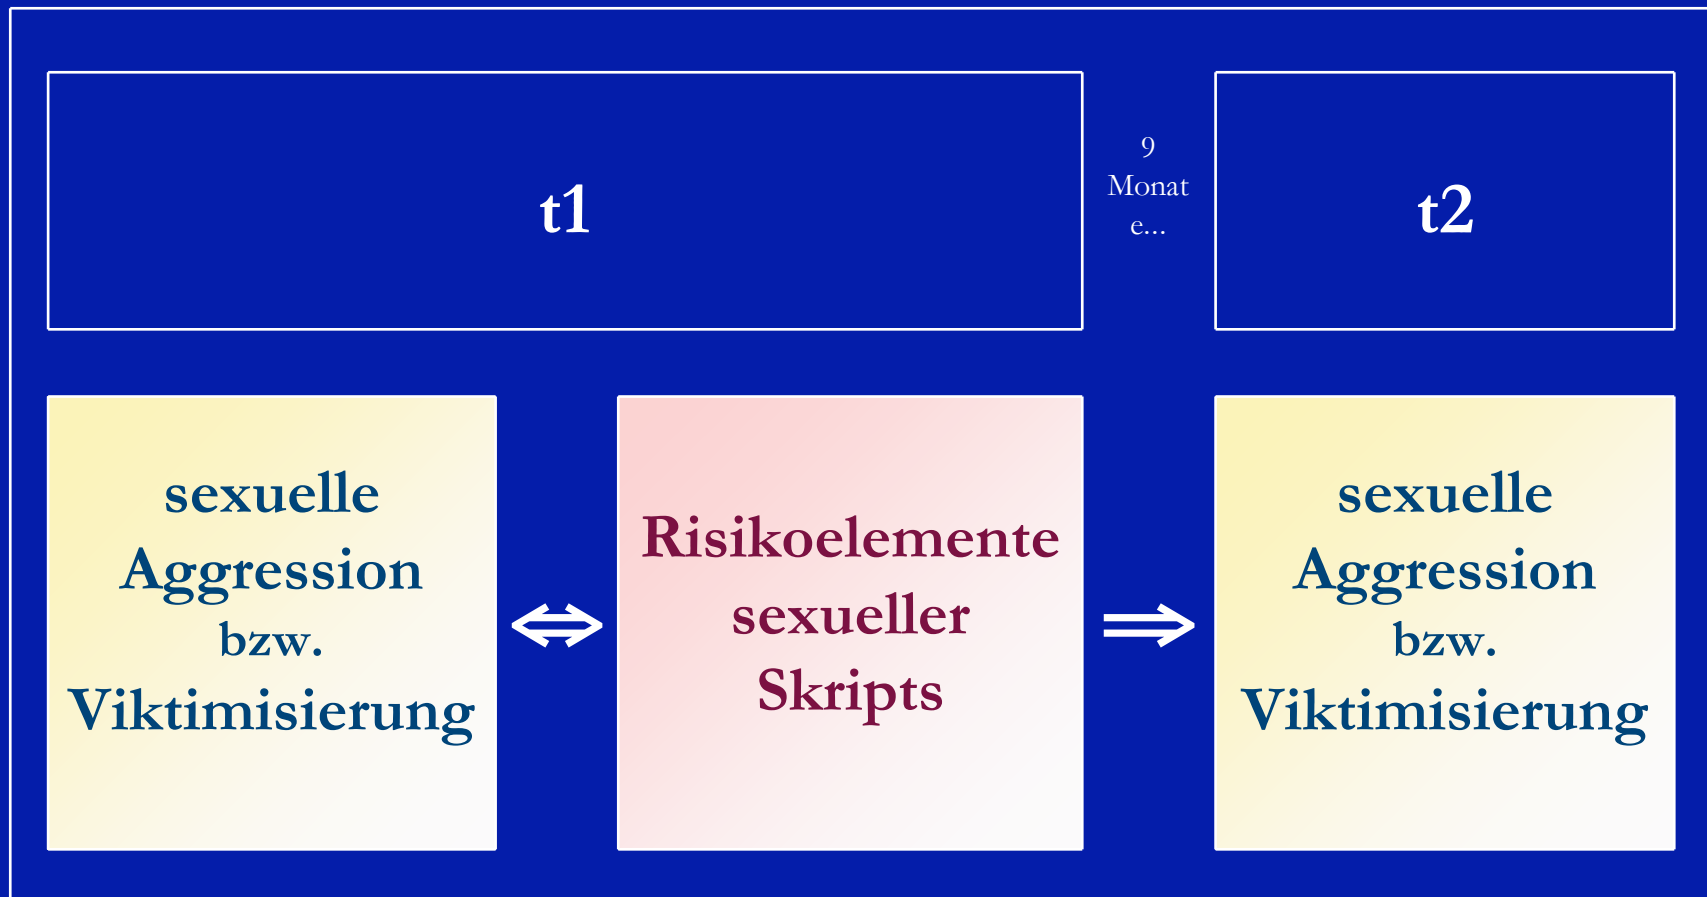 t1
9
Monat
e...
t2
sexuelle
Aggression
bzw.
Viktimisierung
Risikoelemente
sexueller
Skripts
sexuelle
Aggression
bzw.
Viktimisierung